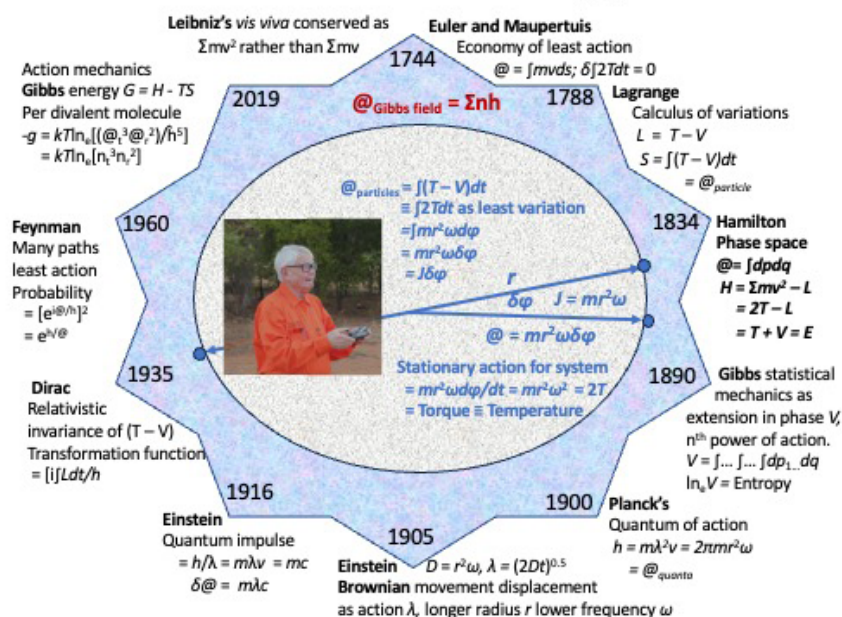 Leibniz's vis viva conserved as
Σmv² rather than Σmv
1744
Euler and Maupertuis
Economy of least action
@ = ∫mvds; δ∫2Tdt = 0
1788
Lagrange
Calculus of variations
L = T – V
S = ∫(T – V)dt
= @particle
1834
Hamilton
Phase space
@= ∫dpdq
H = Σmv² – L
= 2T – L
= T + V = E
1890
Gibbs statistical
mechanics as
extension in phase V,
nth power of action.
V = ∫... ∫... ∫dp1...dq
lneV = Entropy
1900
Planck's
Quantum of action
h = mλ²ν = 2πmr²ω
= @quanta
1905
Einstein D = r²ω, λ = (2Dt)^0.5
Brownian movement displacement
as action λ, longer radius r lower frequency ω
1916
Einstein
Quantum impulse
= h/λ = mλν = mc
δ@ = mλc
1935
Dirac
Relativistic
invariance of (T – V)
Transformation function
= [i∫Ldt/h
1960
Feynman
Many paths
least action
Probability
= [e^i@/h]²
= e^h/@
2019
Action mechanics
Gibbs energy G = H - TS
Per divalent molecule
-g = kTlne[(@t³@r²)/ħ⁵]
= kTlne[nt³nr²]
@Gibbs field = Σnh
@particles = ∫(T – V)dt
≡ ∫2Tdt as least variation
=∫mr²ωdφ
= mr²ωδφ
= Jδφ
r
δφ J = mr²ω
@ = mr²ωδφ
Stationary action for system
= mr²ωdφ/dt = mr²ω² = 2T
= Torque ≡ Temperature